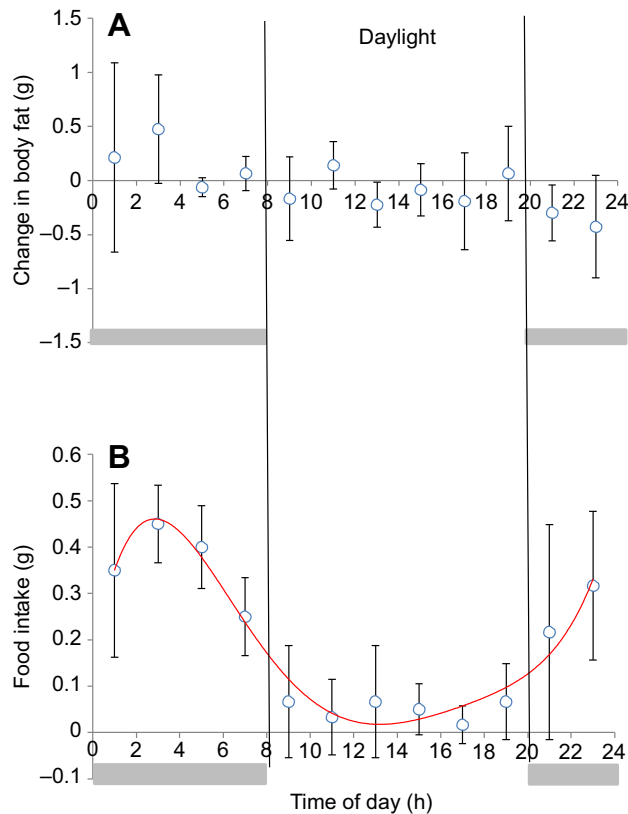 A
Daylight
Change in body fat (g)
1.5
1
0.5
0
–0.5
–1
–1.5
0 2 4 6 8 10 12 14 16 18 20 22 24
B
Food intake (g)
0.6
0.5
0.4
0.3
0.2
0.1
0
–0.1
0 2 4 6 8 10 12 14 16 18 20 22 24
Time of day (h)